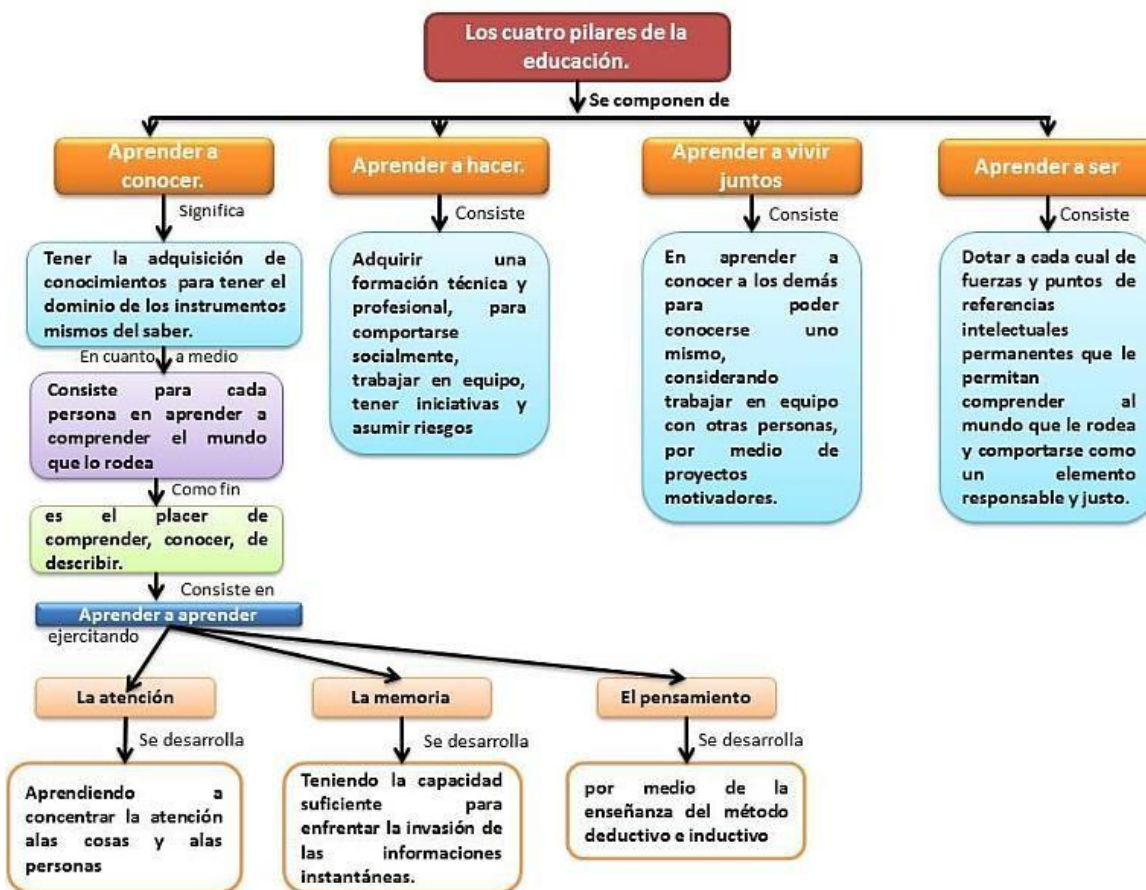 Los cuatro pilares de la
educación.
Se componen de
Aprender a
conocer.
Aprender a hacer.
Aprender a vivir
juntos
Aprender a ser
Significa
Consiste
Consiste
Consiste
Tener la adquisición de
conocimientos para tener el
dominio de los instrumentos
mismos del saber.
En cuanto a medio
Consiste para cada
persona en aprender a
comprender el mundo
que lo rodea
Como fin
es el placer de
comprender, conocer, de
describir.
Consiste en
Aprender a aprender
ejercitando
Adquirir una
formación técnica y
profesional, para
comportarse
socialmente,
trabajar en equipo,
tener iniciativas y
asumir riesgos
En aprender a
conocer a los demás
para poder
conocerse uno
mismo,
considerando
trabajar en equipo
con otras personas,
por medio de
proyectos
motivadores.
Dotar a cada cual de
fuerzas y puntos de
referencias
intelectuales
permanentes que le
permitan
comprender al
mundo que le rodea
y comportarse como
un elemento
responsable y justo.
La atención
La memoria
El pensamiento
Se desarrolla
Se desarrolla
Se desarrolla
Aprendiendo a
concentrar la atención
alas cosas y alas
personas
Teniendo la capacidad
suficiente para
enfrentar la invasión de
las informaciones
instantáneas.
por medio de la
enseñanza del método
deductivo e inductivo